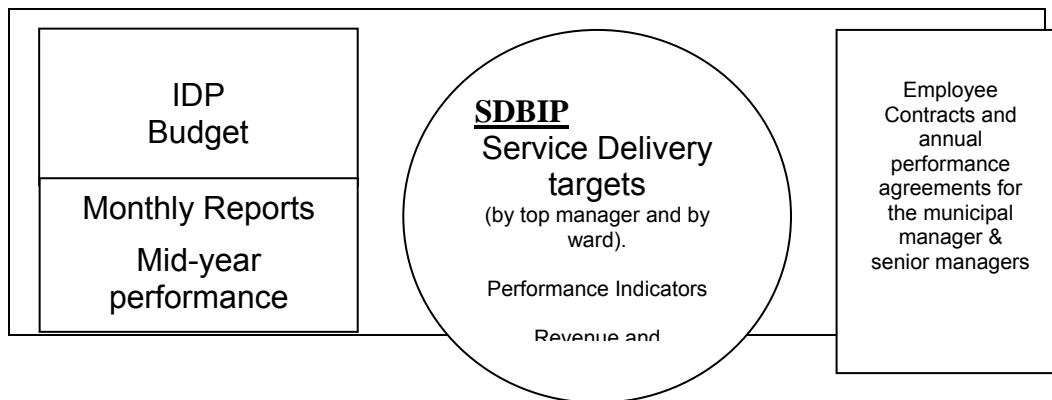 IDP
Budget
Monthly Reports
Mid-year
performance
SDBIP
Service Delivery
targets
(by top manager and by
ward).
Performance Indicators
Revenue and
Employee
Contracts and
annual
performance
agreements for
the municipal
manager &
senior managers